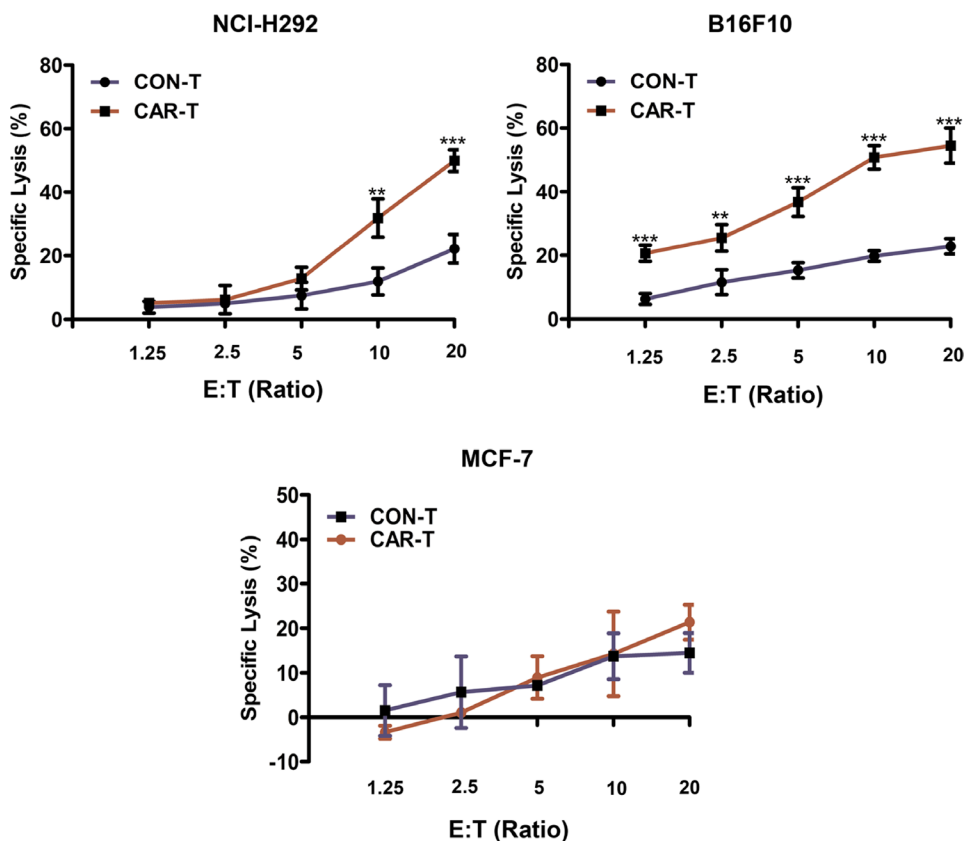 NCI-H292
Specific Lysis (%)
80
60
40
20
0
CON-T
CAR-T
**
***
1.25 2.5 5 10 20
E:T (Ratio)
B16F10
Specific Lysis (%)
80
60
40
20
0
CON-T
CAR-T
***
**
***
***
***
1.25 2.5 5 10 20
E:T (Ratio)
MCF-7
Specific Lysis (%)
50
40
30
20
10
0
-10
CON-T
CAR-T
1.25 2.5 5 10 20
E:T (Ratio)